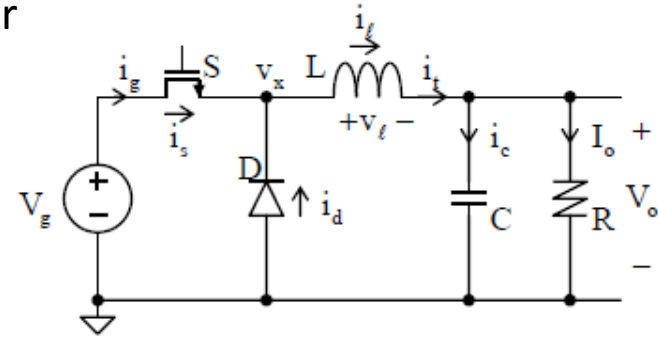 r
i_g
S
v_x
L
i_ℓ
i_t
i_s
+v_ℓ −
i_c
I_o
+
D
i_d
V_g
+
−
C
R
V_o
−